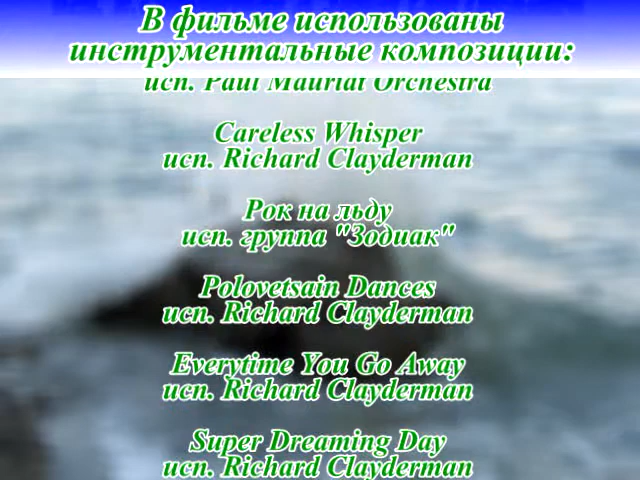 В фильме использованы
инструментальные композиции:
исп. Paul Mauriat Orchestra
Careless Whisper
исп. Richard Clayderman
Рок на льду
исп. группа "Зодиак"
Polovetsain Dances
исп. Richard Clayderman
Everytime You Go Away
исп. Richard Clayderman
Super Dreaming Day
исп. Richard Clayderman